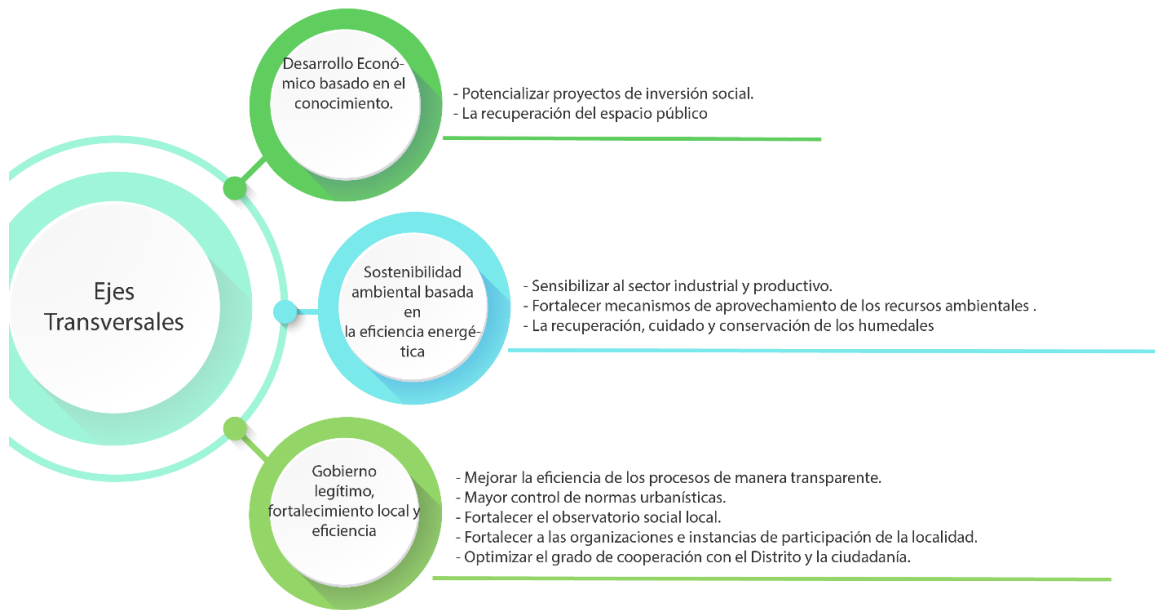 Ejes
Transversales
Desarrollo Econó-
mico basado en el
conocimiento.
- Potencializar proyectos de inversión social.
- La recuperación del espacio público
Sostenibilidad
ambiental basada
en
la eficiencia energé-
tica
- Sensibilizar al sector industrial y productivo.
- Fortalecer mecanismos de aprovechamiento de los recursos ambientales .
- La recuperación, cuidado y conservación de los humedales
Gobierno
legítimo,
fortalecimiento local y
eficiencia
- Mejorar la eficiencia de los procesos de manera transparente.
- Mayor control de normas urbanísticas.
- Fortalecer el observatorio social local.
- Fortalecer a las organizaciones e instancias de participación de la localidad.
- Optimizar el grado de cooperación con el Distrito y la ciudadanía.